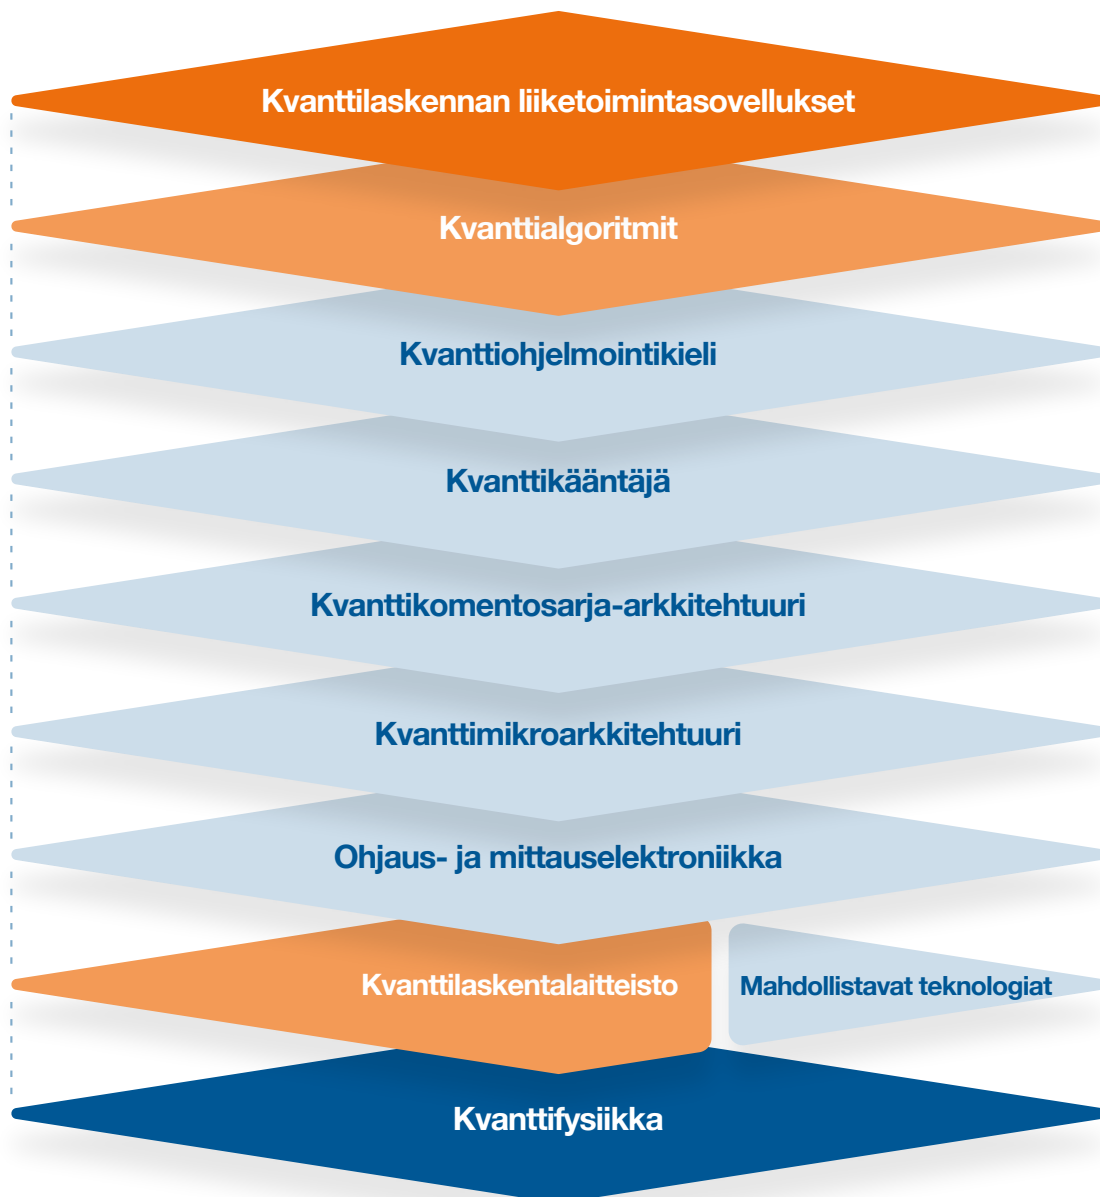 Kvanttilaskennan liiketoimintasovellukset
Kvanttialgoritmit
Kvanttiohjelmointikieli
Kvanttikääntäjä
Kvanttikomentosarja-arkkitehtuuri
Kvanttimikroarkkitehtuuri
Ohjaus- ja mittauselektroniikka
Kvanttilaskentalaitteisto
Mahdollistavat teknologiat
Kvanttifysiikka